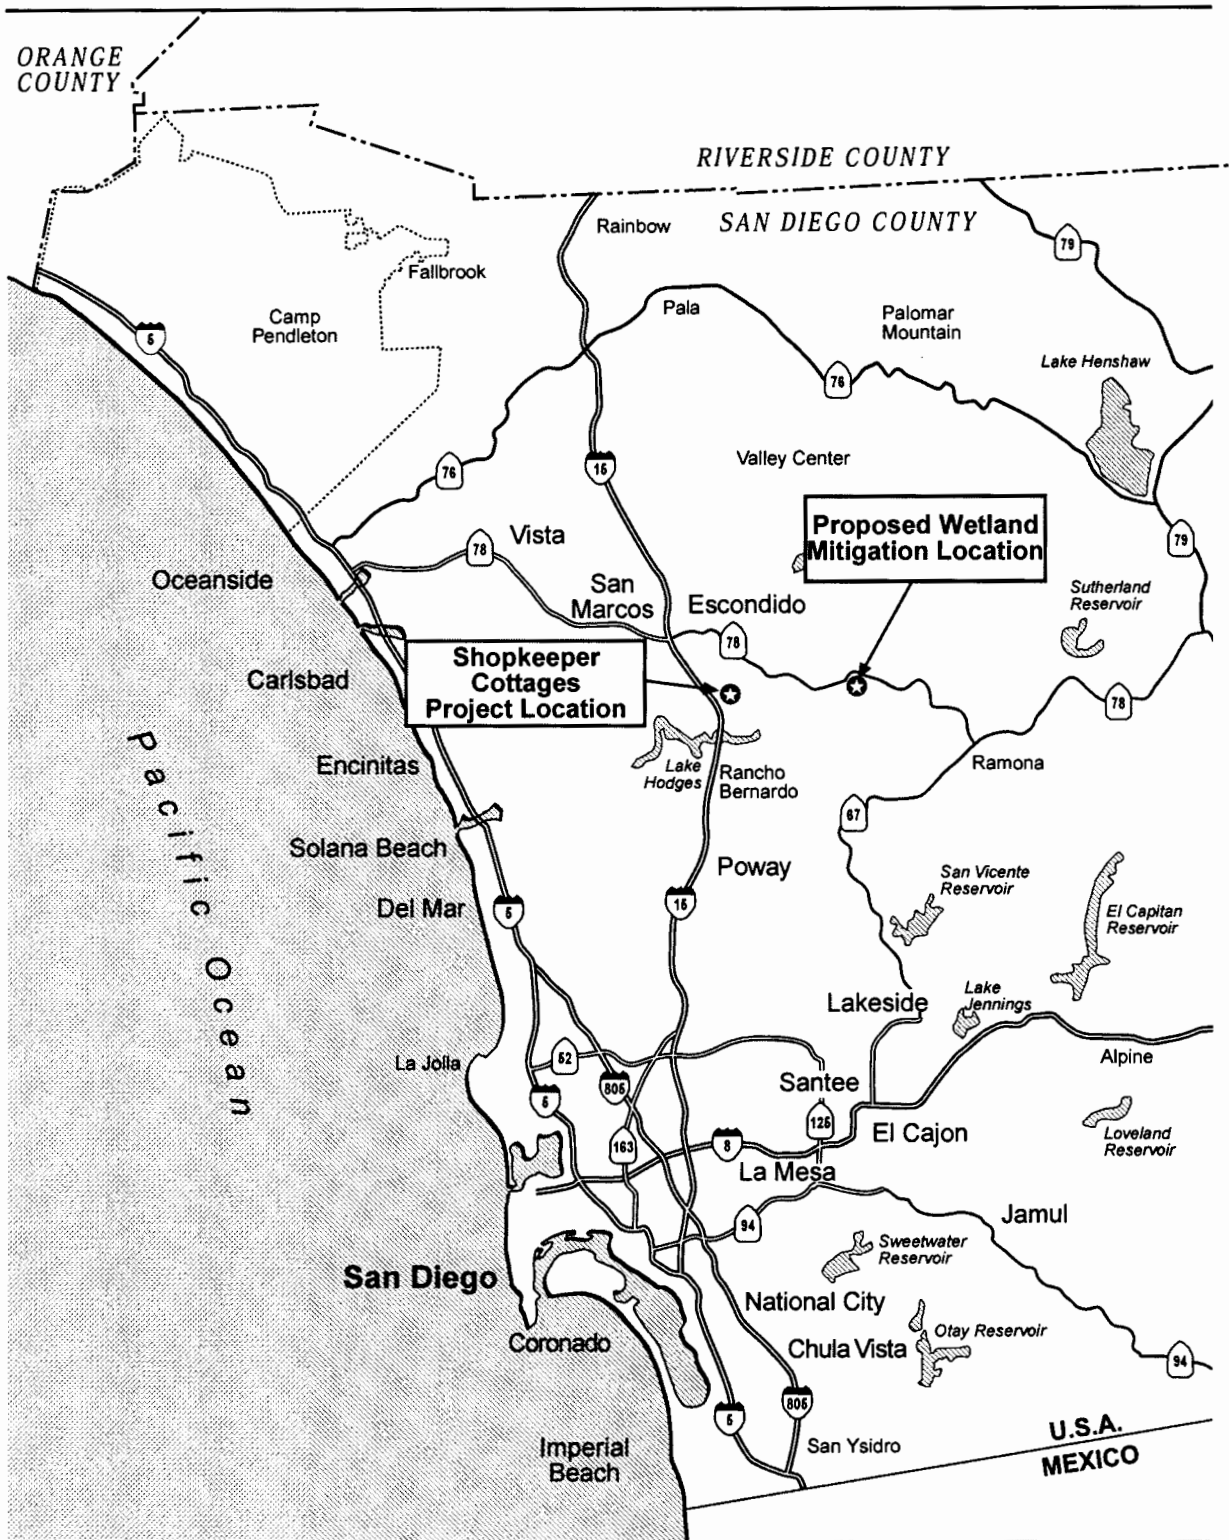 ORANGE
COUNTY
RIVERSIDE COUNTY
SAN DIEGO COUNTY
Rainbow
79
Fallbrook
Camp
Pendleton
5
Pala
Palomar
Mountain
Lake Henshaw
76
76
15
Valley Center
Proposed Wetland
Mitigation Location
78
Vista
79
Oceanside
San
Marcos
Escondido
Sutherland
Reservoir
78
Shopkeeper
Cottages
Project Location
Carlsbad
78
Pacific Ocean
Encinitas
Lake
Hodges
Rancho
Bernardo
Ramona
67
Solana Beach
Poway
San Vicente
Reservoir
Del Mar
5
15
El Capitan
Reservoir
Lakeside
Lake
Jennings
La Jolla
52
Alpine
805
Santee
5
125
163
8
El Cajon
Loveland
Reservoir
La Mesa
94
Jamul
Sweetwater
Reservoir
San Diego
National City
Coronado
Chula Vista
Otay Reservoir
94
805
5
U.S.A.
MEXICO
Imperial
Beach
San Ysidro